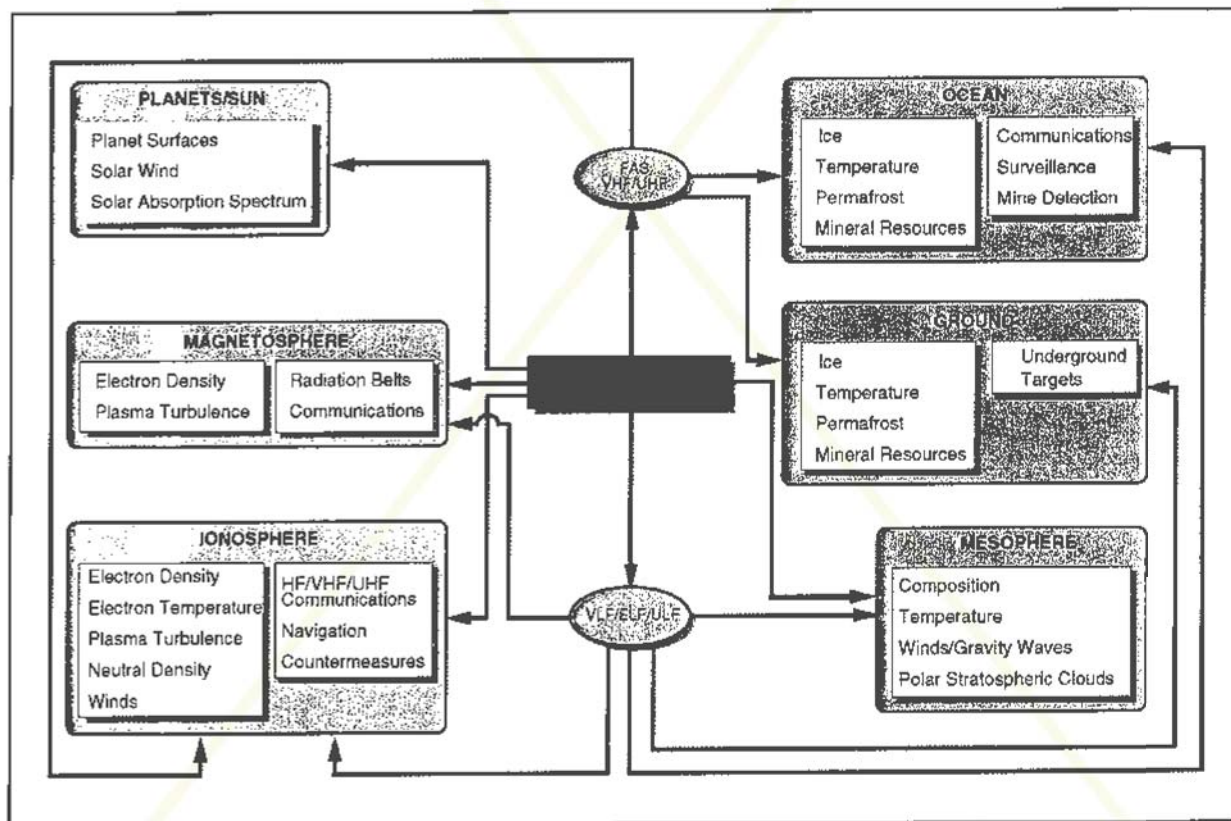 PLANETS/SUN
Planet Surfaces
Solar Wind
Solar Absorption Spectrum
FAS
VHF/UHF
OCEAN
Ice
Temperature
Permafrost
Mineral Resources
Communications
Surveillance
Mine Detection
MAGNETOSPHERE
Electron Density
Plasma Turbulence
Radiation Belts
Communications
GROUND
Ice
Temperature
Permafrost
Mineral Resources
Underground
Targets
IONOSPHERE
Electron Density
Electron Temperature
Plasma Turbulence
Neutral Density
Winds
HF/VHF/UHF
Communications
Navigation
Countermeasures
VLF/ELF/ULF
MESOPHERE
Composition
Temperature
Winds/Gravity Waves
Polar Stratospheric Clouds